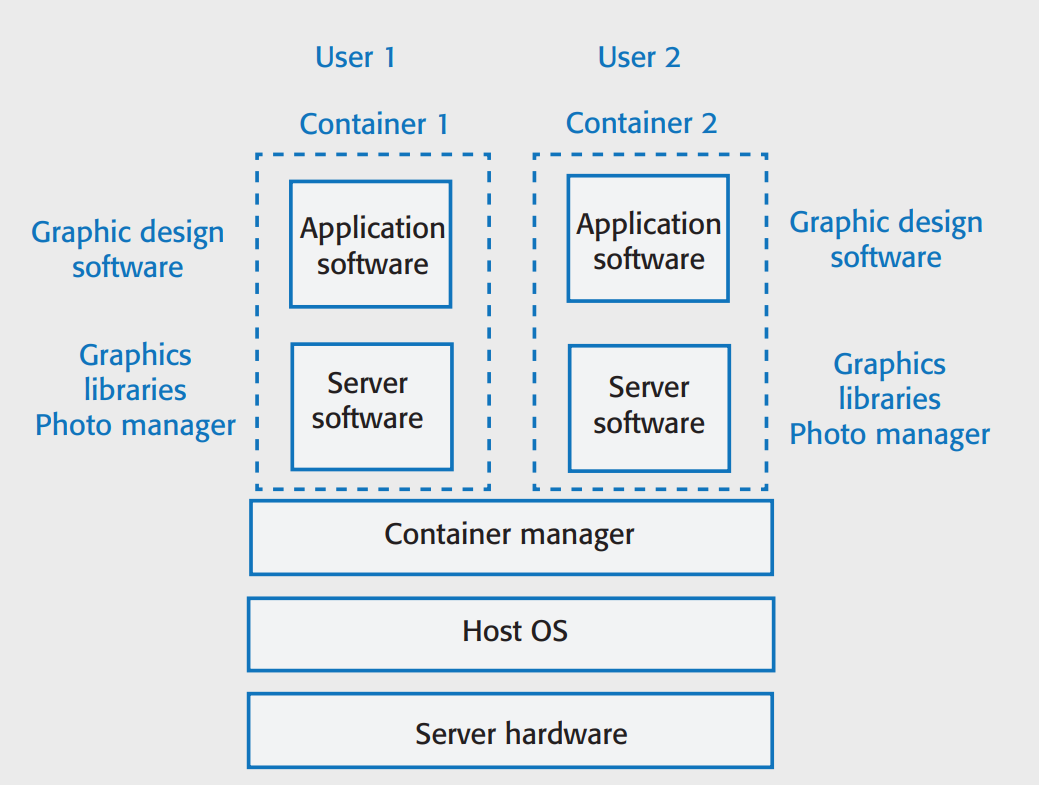 User 1
User 2
Container 1
Container 2
Graphic design
software
Application
software
Application
software
Graphic design
software
Graphics
libraries
Photo manager
Server
software
Server
software
Graphics
libraries
Photo manager
Container manager
Host OS
Server hardware